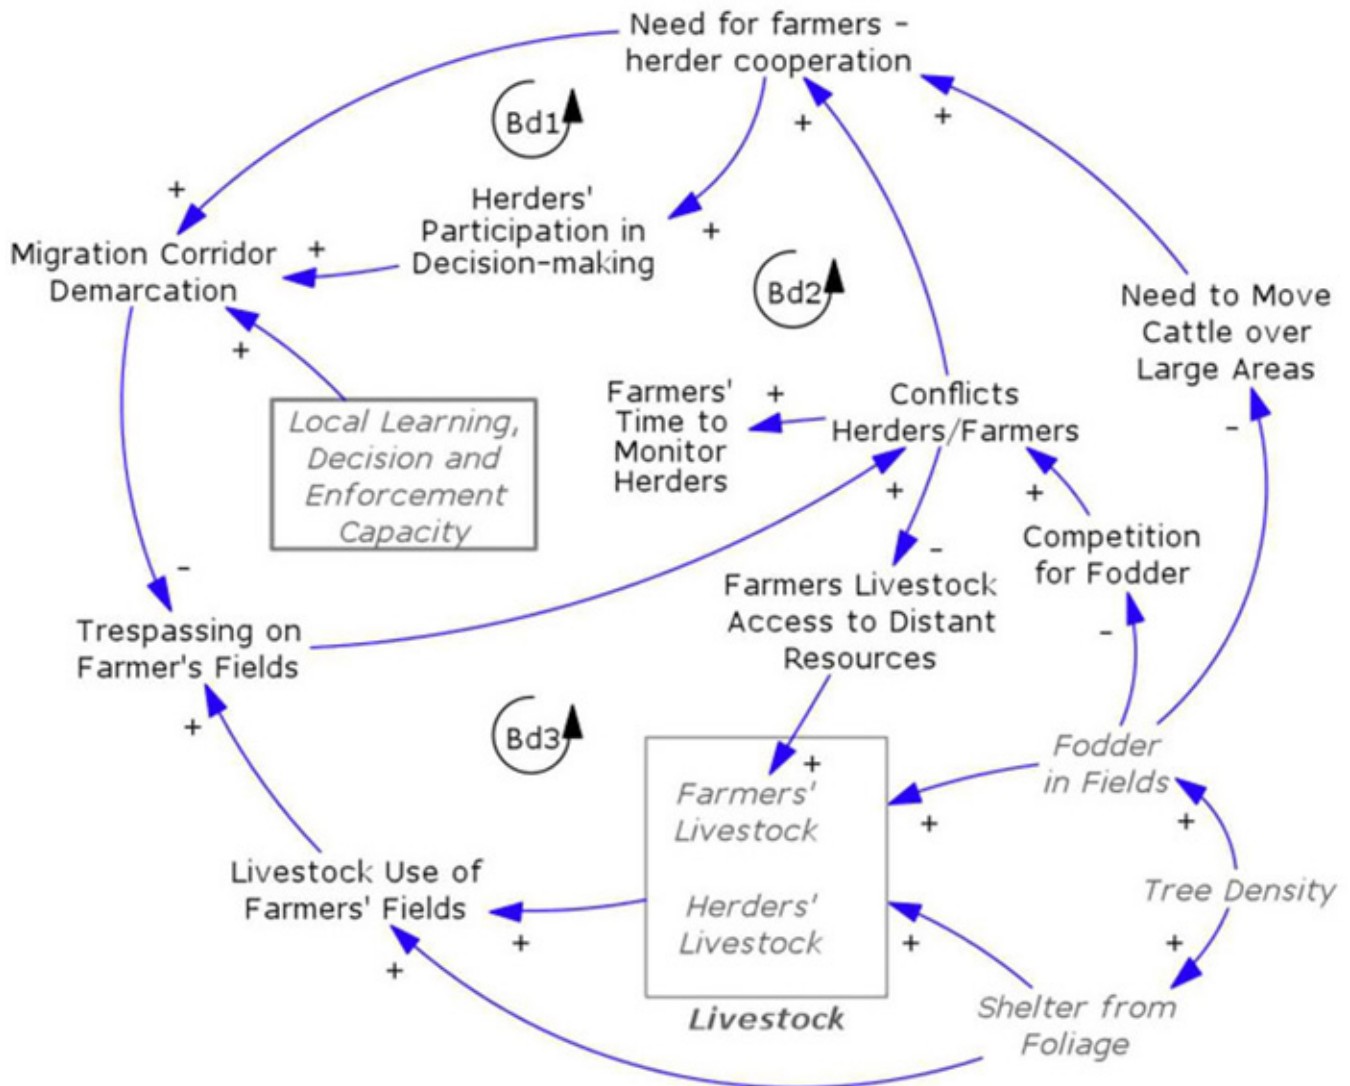 Need for farmers -
herder cooperation
+
+
Bd1
+
Herders'
Participation in
Decision-making
+
Migration Corridor
Demarcation
+
+
Bd2
Need to Move
Cattle over
Large Areas
-
Farmers'
Time to
Monitor
Herders
+
Conflicts
Herders/Farmers
+
+
-
Local Learning,
Decision and
Enforcement
Capacity
Competition
for Fodder
-
-
Trespassing on
Farmer's Fields
+
Farmers Livestock
Access to Distant
Resources
+
Bd3
Fodder
in Fields
+
Farmers'
Livestock
+
Livestock Use of
Farmers' Fields
+
+
Herders'
Livestock
+
Tree Density
+
Livestock
Shelter from
Foliage